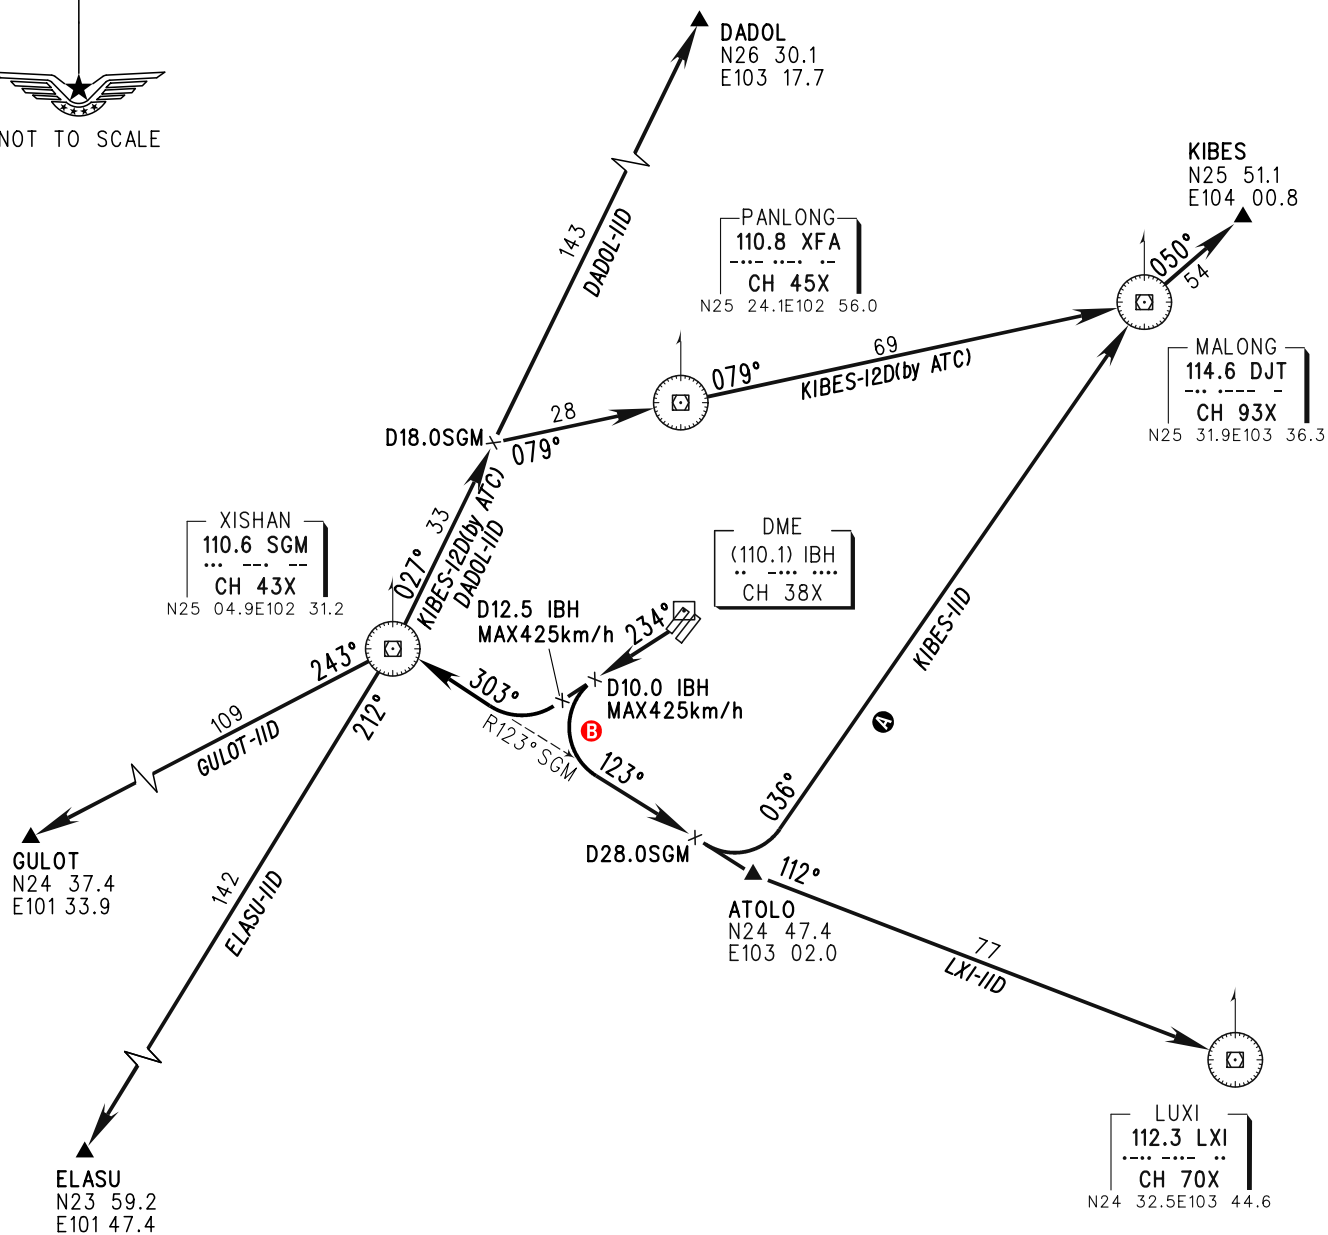 NOT TO SCALE
DADOL
N26 30.1
E103 17.7
KIBES
N25 51.1
E104 00.8
050°
54
143
DADOL-11D
PANLONG
110.8 XFA
CH 45X
N25 24.1E102 56.0
MALONG
114.6 DJT
CH 93X
N25 31.9E103 36.3
69
079°
KIBES-12D(by ATC)
28
D18.0SGM
079°
33
027°
KIBES-12D(by ATC)
DADOL-11D
XISHAN
110.6 SGM
CH 43X
N25 04.9E102 31.2
DME
(110.1) IBH
CH 38X
D12.5 IBH
MAX425km/h
234°
D10.0 IBH
MAX425km/h
303°
R123°SGM
B
123°
KIBES-11D
A
036°
243°
212°
109
GULOT-11D
GULOT
N24 37.4
E101 33.9
142
ELASU-11D
D28.0SGM
112°
ATOLO
N24 47.4
E103 02.0
77
LXI-11D
LUXI
112.3 LXI
CH 70X
N24 32.5E103 44.6
ELASU
N23 59.2
E101 47.4